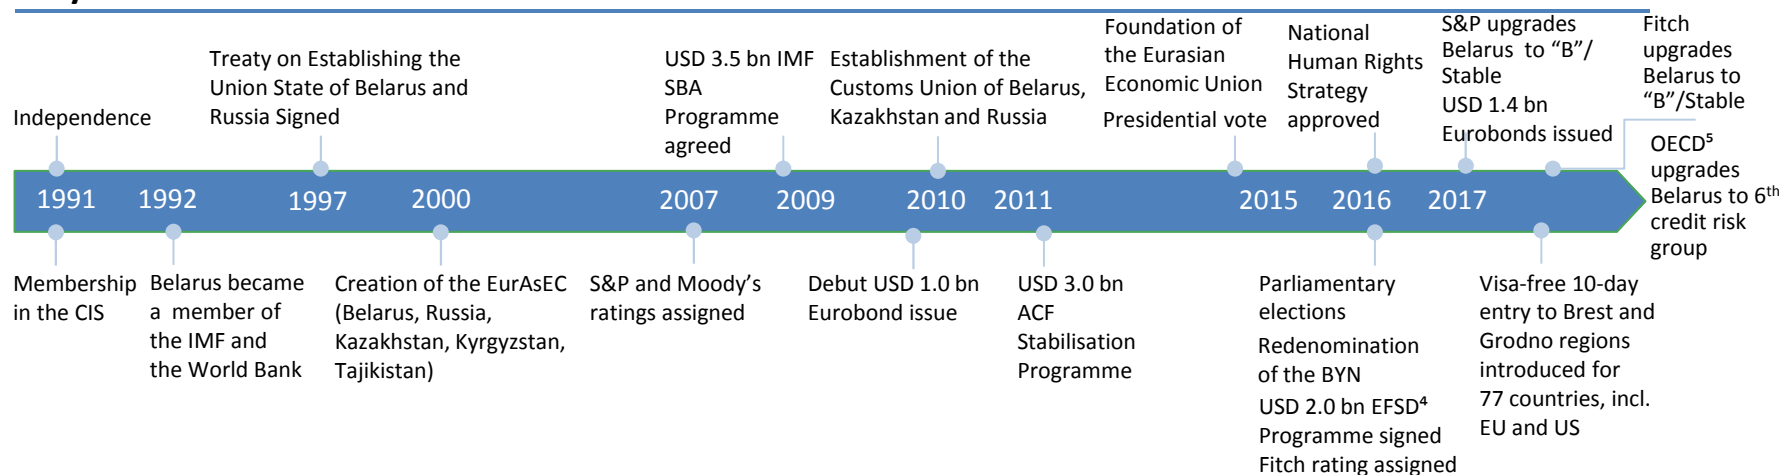 Independence
Treaty on Establishing the
Union State of Belarus and
Russia Signed
USD 3.5 bn IMF
SBA
Programme
agreed
Establishment of the
Customs Union of Belarus,
Kazakhstan and Russia
Foundation of
the Eurasian
Economic Union
Presidential vote
National
Human Rights
Strategy
approved
S&P upgrades
Belarus to “B”/
Stable
USD 1.4 bn
Eurobonds issued
Fitch
upgrades
Belarus to
“B”/Stable
OECD⁵
upgrades
Belarus to 6th
credit risk
group
1991 1992 1997 2000 2007 2009 2010 2011 2015 2016 2017
Membership
in the CIS
Belarus became
a member of
the IMF and
the World Bank
Creation of the EurAsEC
(Belarus, Russia,
Kazakhstan, Kyrgyzstan,
Tajikistan)
S&P and Moody’s
ratings assigned
Debut USD 1.0 bn
Eurobond issue
USD 3.0 bn
ACF
Stabilisation
Programme
Parliamentary
elections
Redenomination
of the BYN
USD 2.0 bn EFSD⁴
Programme signed
Fitch rating assigned
Visa-free 10-day
entry to Brest and
Grodno regions
introduced for
77 countries, incl.
EU and US